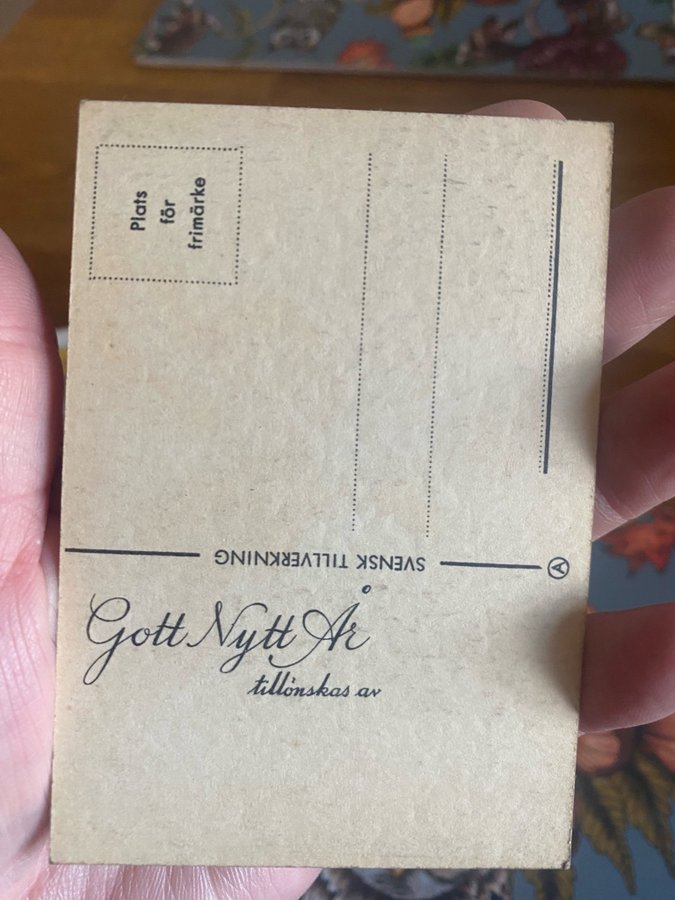 Plats
för
frimärke
SVENSK TILLVERKNING
A
Gott Nytt År
tillönskas av